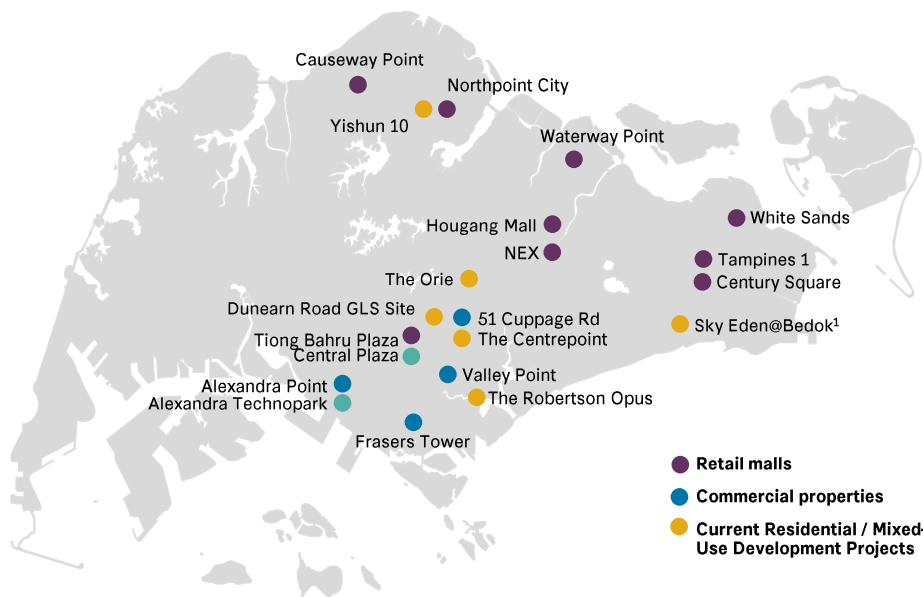 Causeway Point
Northpoint City
Yishun 10
Waterway Point
White Sands
Hougang Mall
NEX
Tampines 1
The Orie
Century Square
Dunearn Road GLS Site
51 Cuppage Rd
Sky Eden@Bedok¹
Tiong Bahru Plaza
The Centrepoint
Central Plaza
Valley Point
Alexandra Point
Alexandra Technopark
The Robertson Opus
Frasers Tower
Retail malls
Commercial properties
Current Residential / Mixed-
Use Development Projects